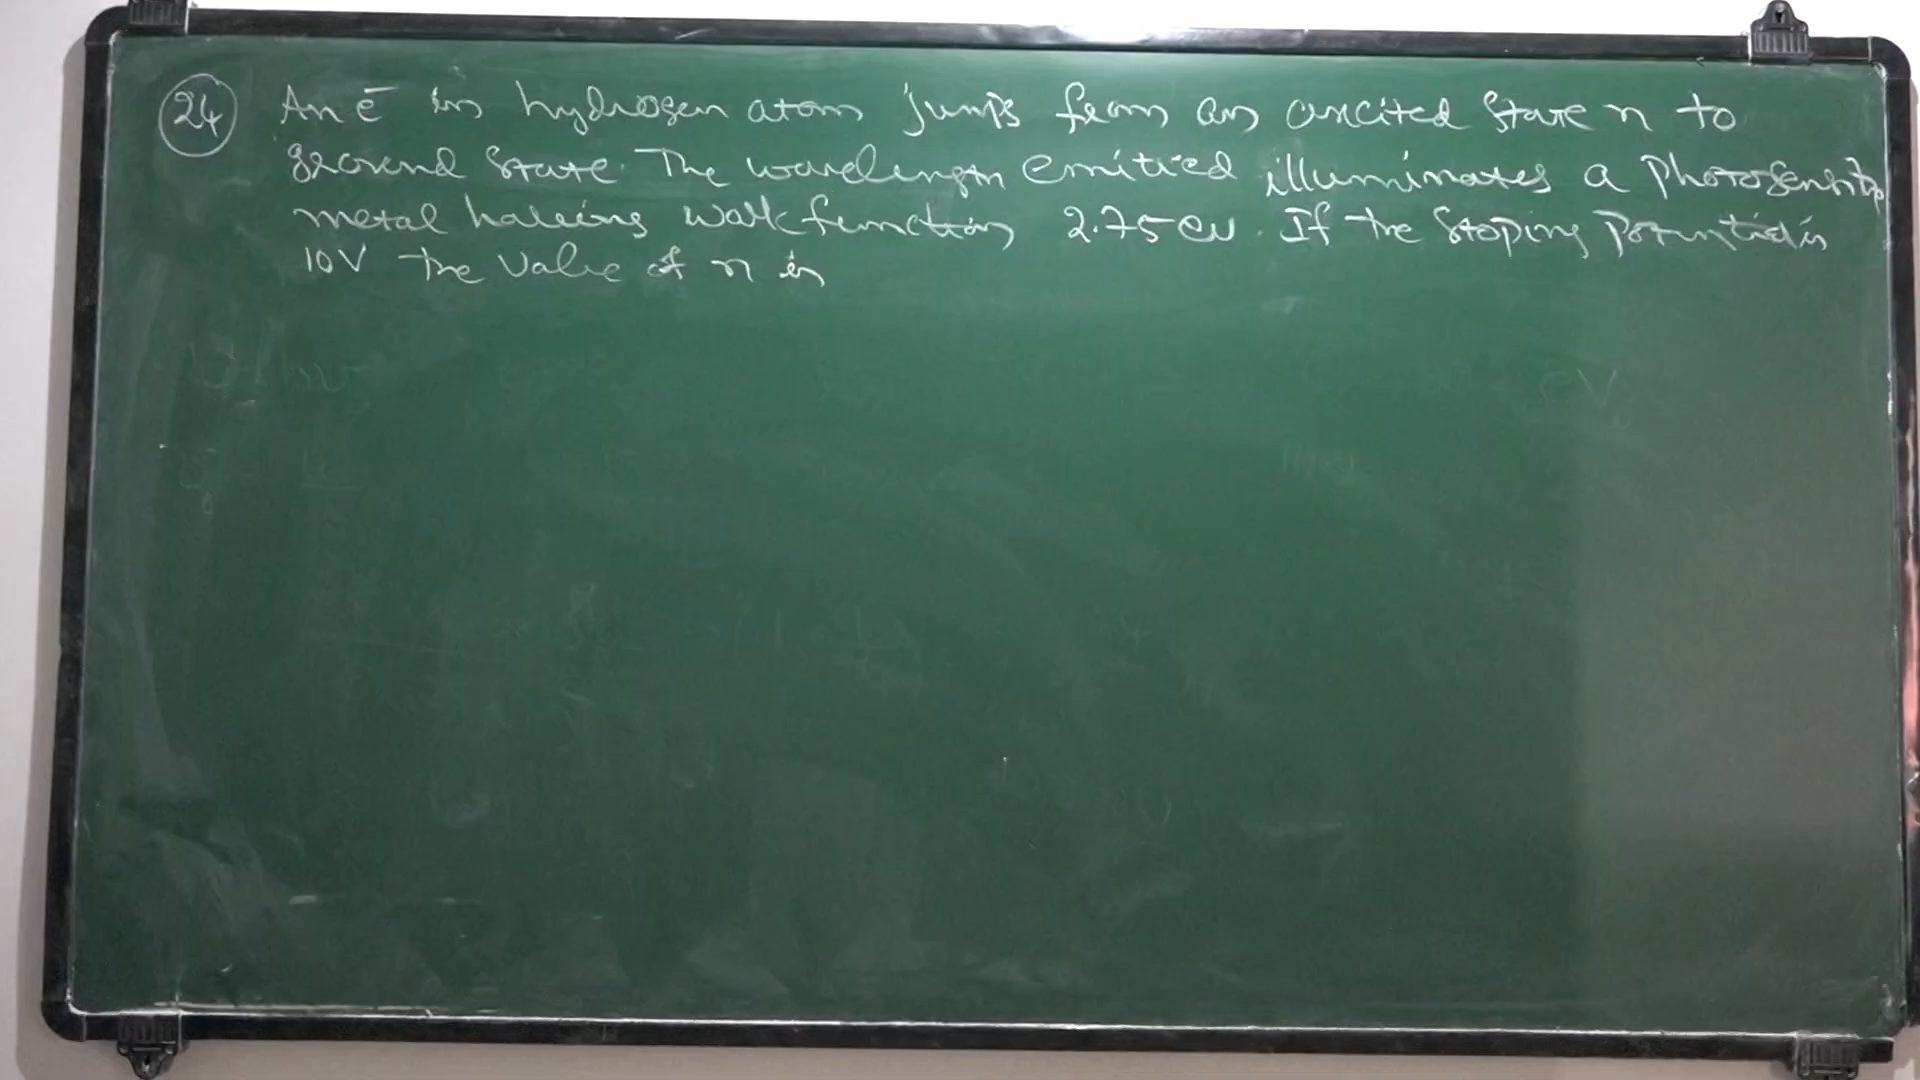 24 An e⁻ in hydrogen atom jumps from an excited state n to
ground state. The wavelength emitted illuminates a photosensitive
metal having work function 2.75 eV. If the stoping potential is
10V the value of n is